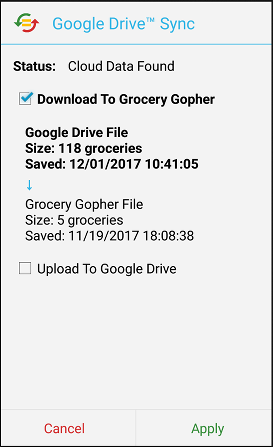 Google Drive™ Sync
Status: Cloud Data Found
Download To Grocery Gopher
Google Drive File
Size: 118 groceries
Saved: 12/01/2017 10:41:05
↓
Grocery Gopher File
Size: 5 groceries
Saved: 11/19/2017 18:08:38
Upload To Google Drive
Cancel Apply